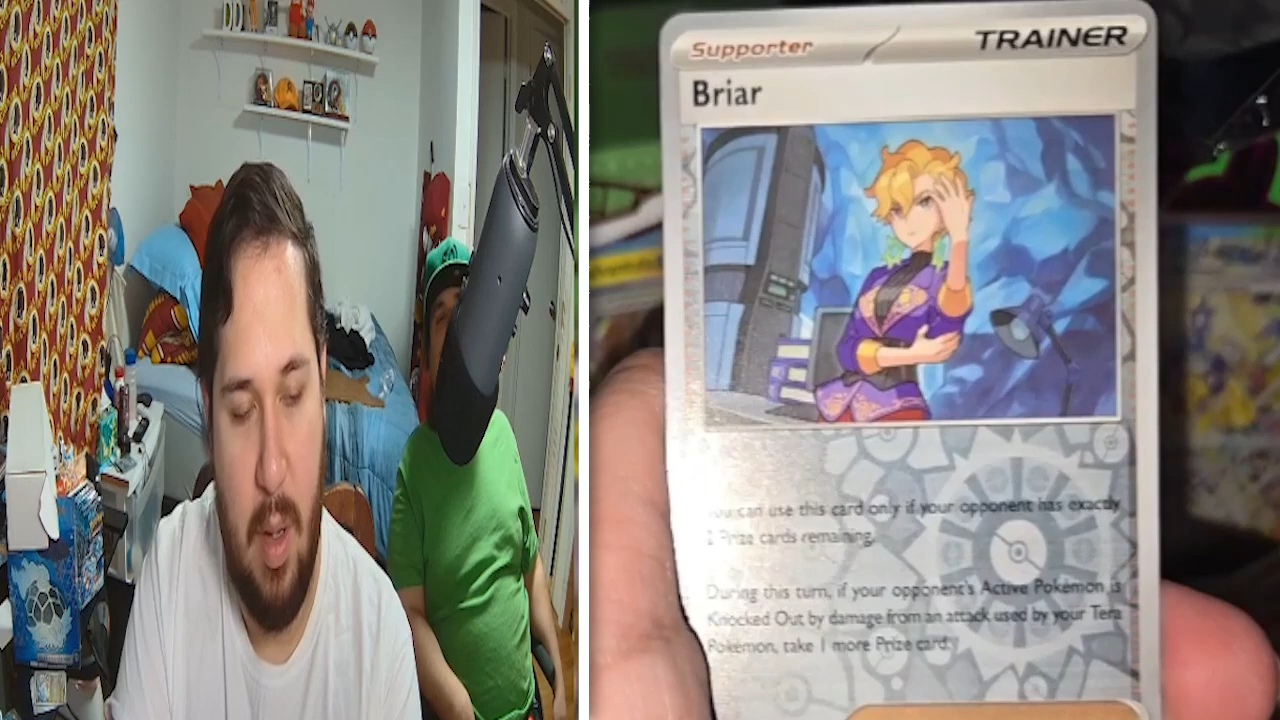 Supporter
TRAINER
Briar
You can use this card only if your opponent has exactly
2 Prize cards remaining.
During this turn, if your opponent's Active Pokémon is
Knocked Out by damage from an attack used by your Tera
Pokémon, take 1 more Prize card.